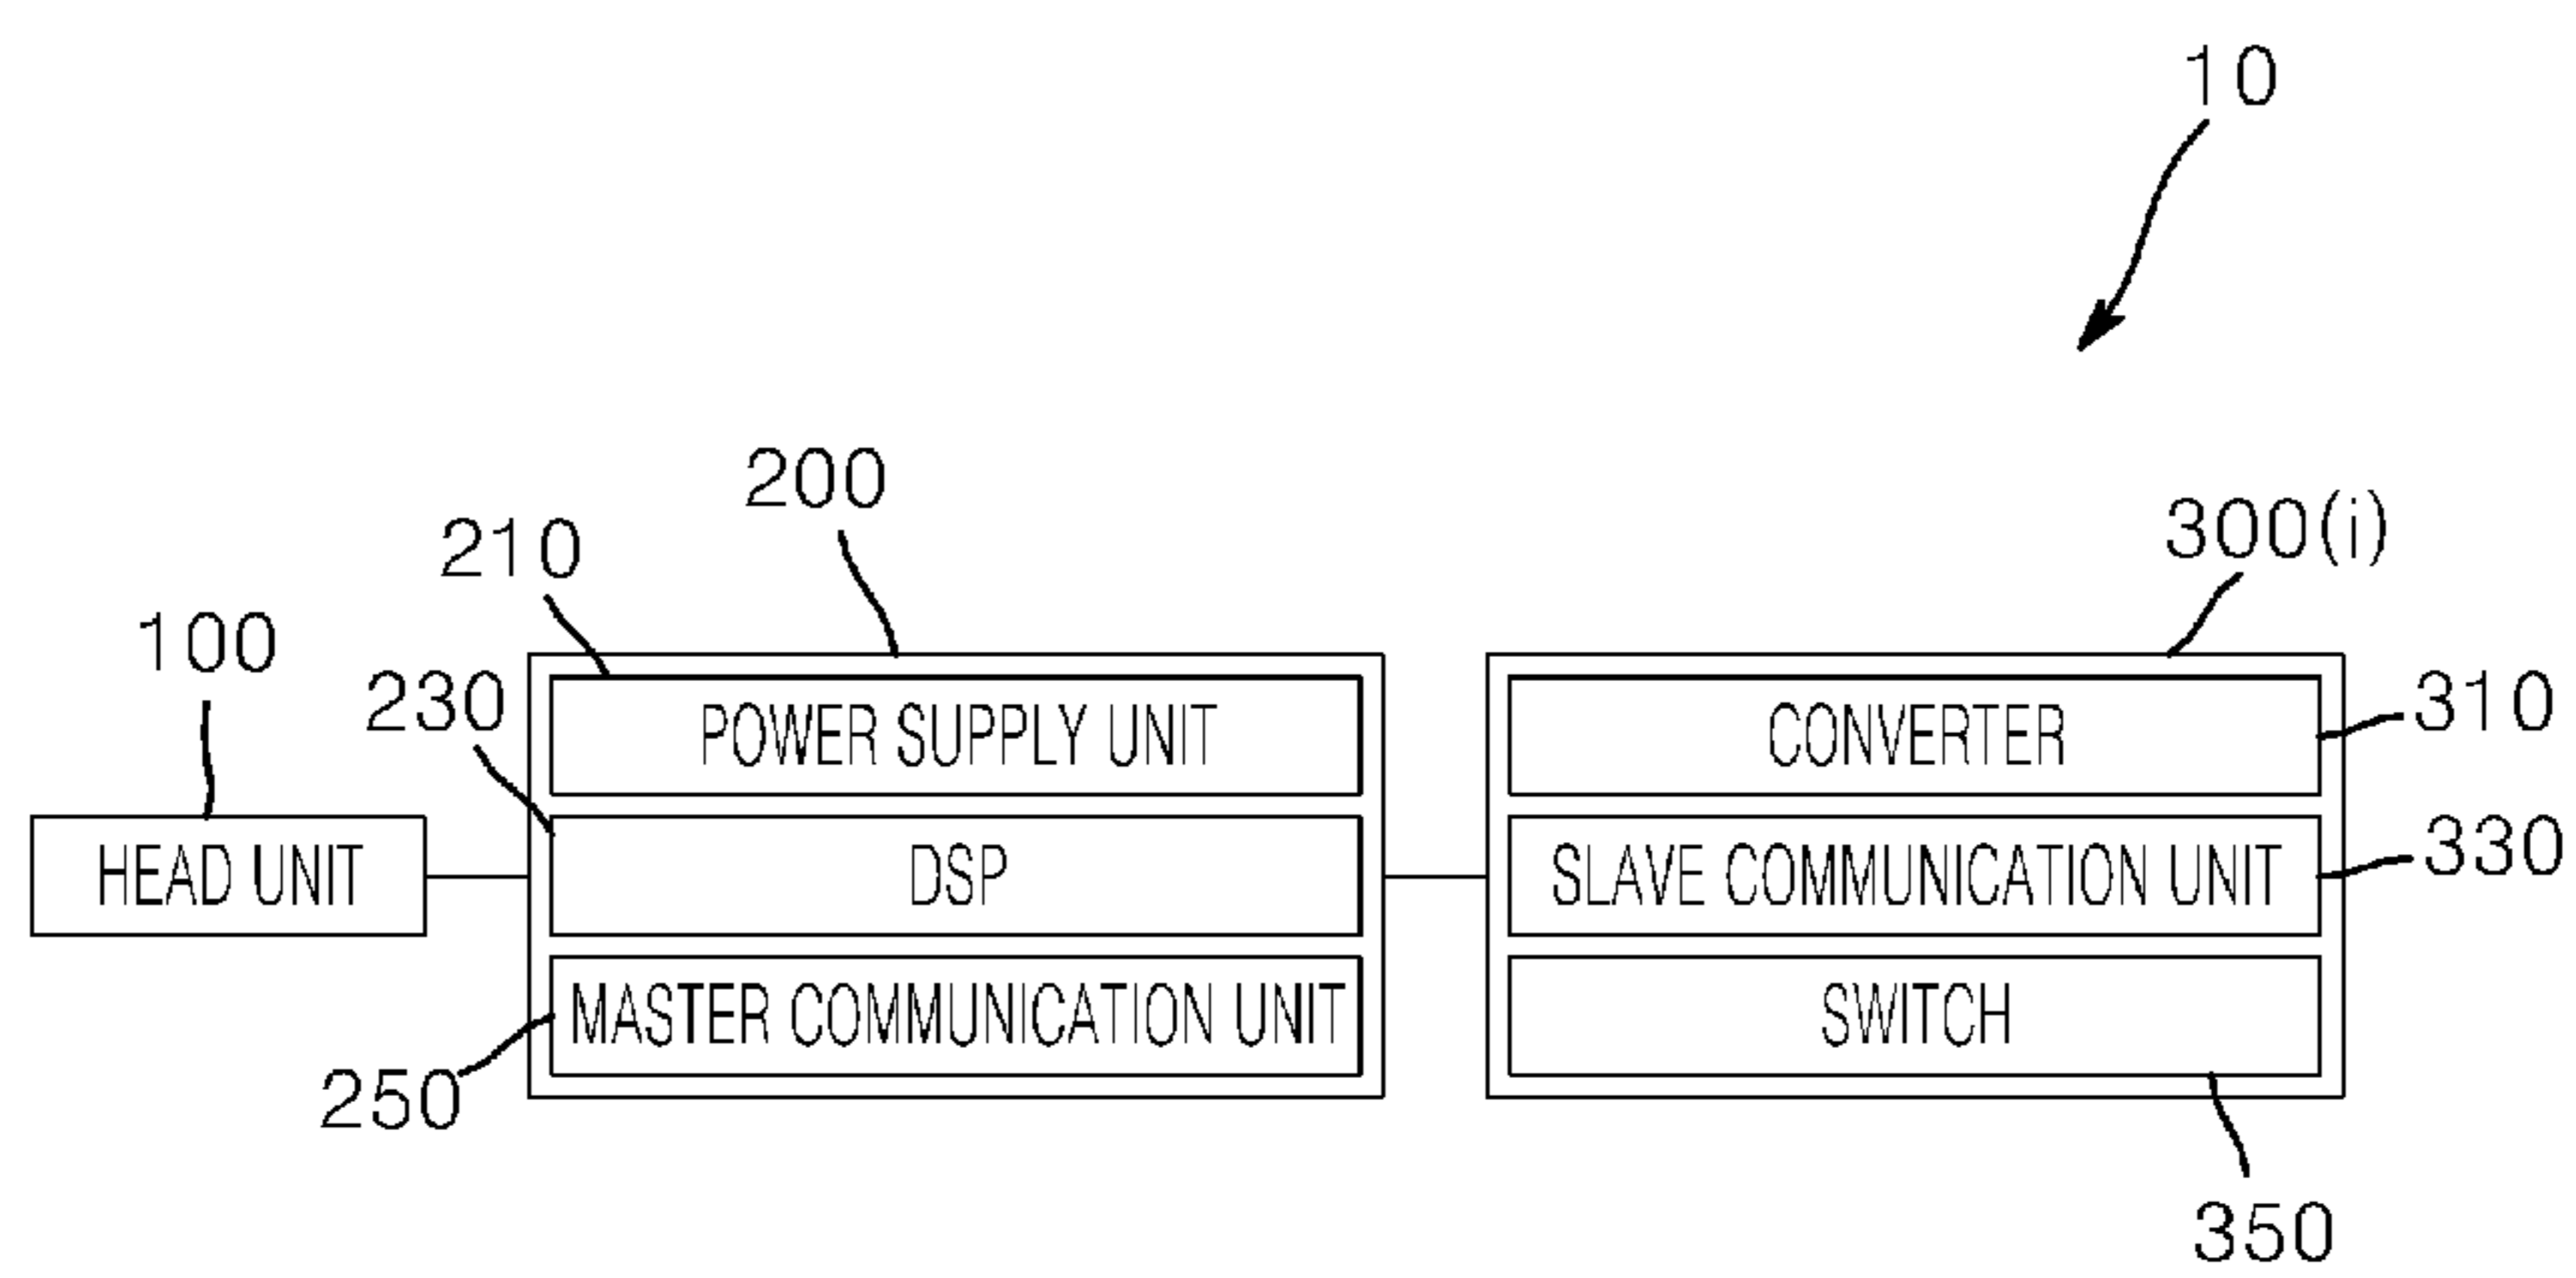 10
200
300(i)
210
100
230
POWER SUPPLY UNIT
CONVERTER
310
HEAD UNIT
DSP
SLAVE COMMUNICATION UNIT
330
MASTER COMMUNICATION UNIT
SWITCH
250
350